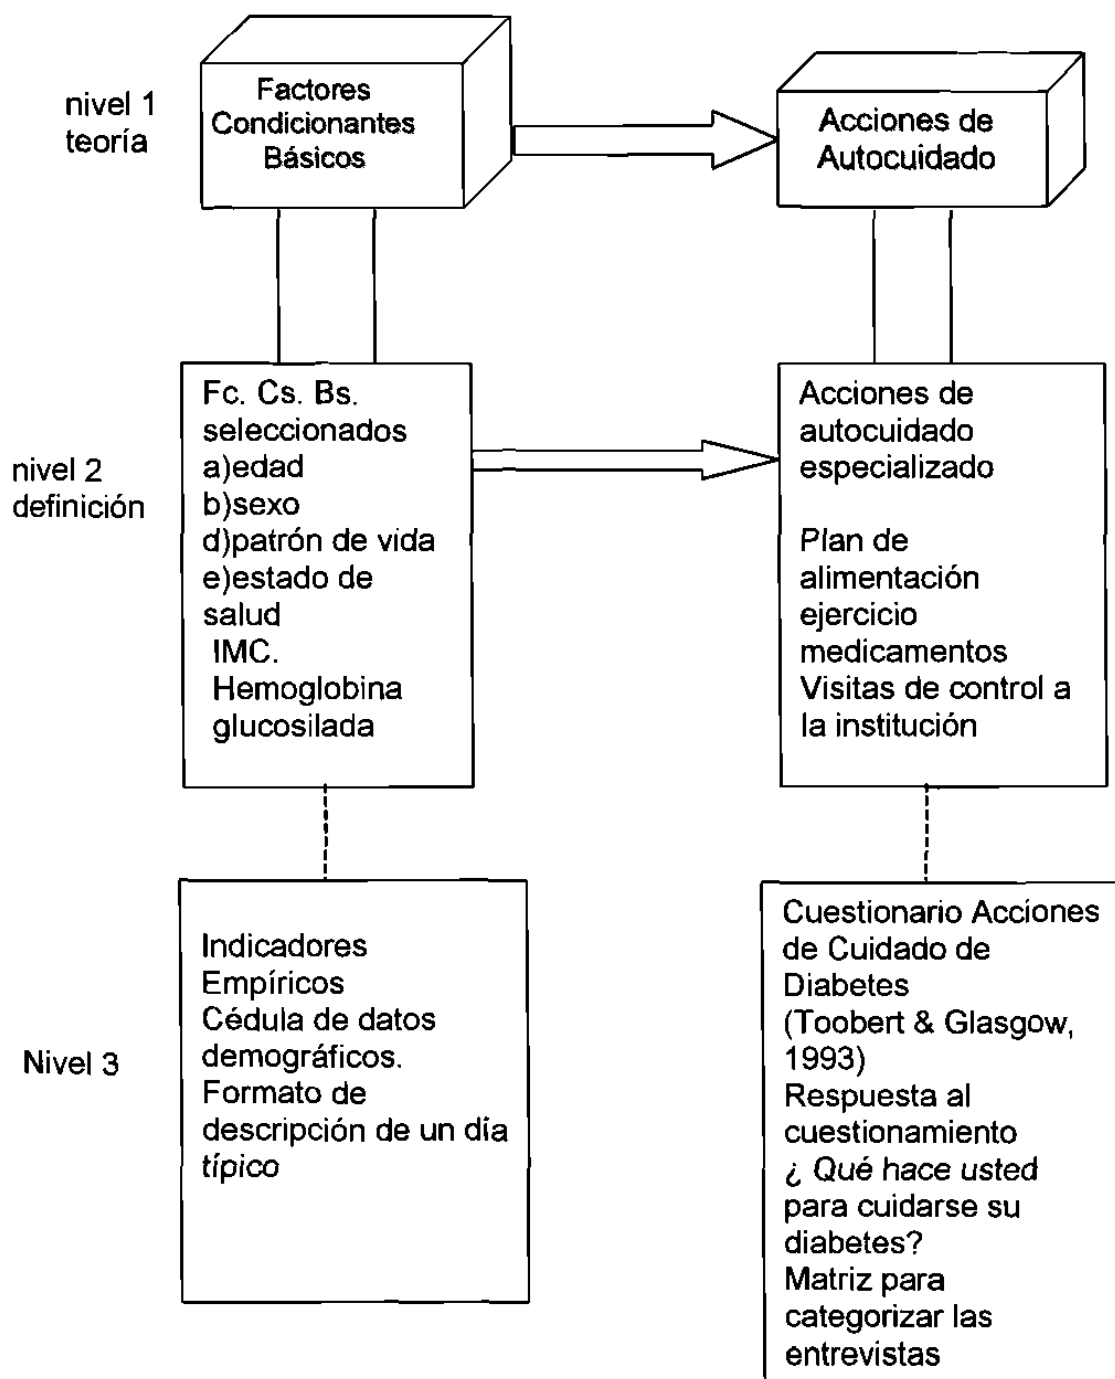 nivel 1
teoría
Factores
Condicionantes
Básicos
Acciones de
Autocuidado
nivel 2
definición
Fc. Cs. Bs.
seleccionados
a)edad
b)sexo
d)patrón de vida
e)estado de
salud
IMC.
Hemoglobina
glucosilada
Acciones de
autocuidado
especializado
Plan de
alimentación
ejercicio
medicamentos
Visitas de control a
la institución
Nivel 3
Indicadores
Empíricos
Cédula de datos
demográficos.
Formato de
descripción de un día
típico
Cuestionario Acciones
de Cuidado de
Diabetes
(Toobert & Glasgow,
1993)
Respuesta al
cuestionamiento
¿ Qué hace usted
para cuidarse su
diabetes?
Matriz para
categorizar las
entrevistas